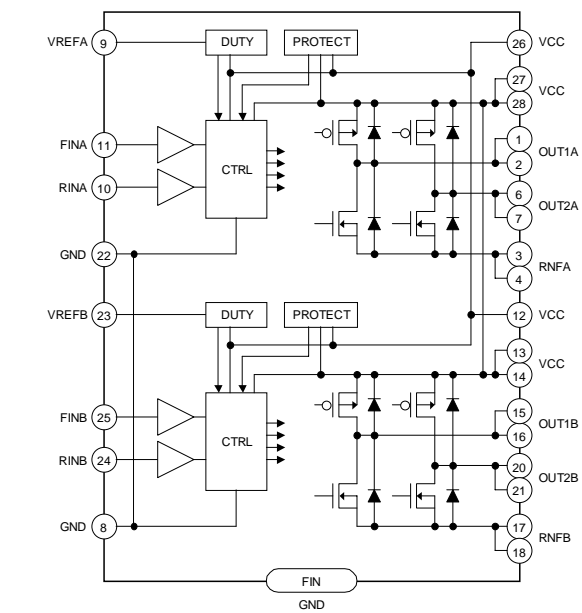 VREFA 9 DUTY PROTECT 26 VCC
27
VCC
28
FINA 11 1
OUT1A
CTRL 2
RINA 10 6
OUT2A
7
GND 22 3
RNFA
4
VREFB 23 DUTY PROTECT 12 VCC
13
VCC
14
FINB 25 15
OUT1B
CTRL 16
RINB 24 20
OUT2B
21
GND 8 17
RNFB
18
FIN
GND